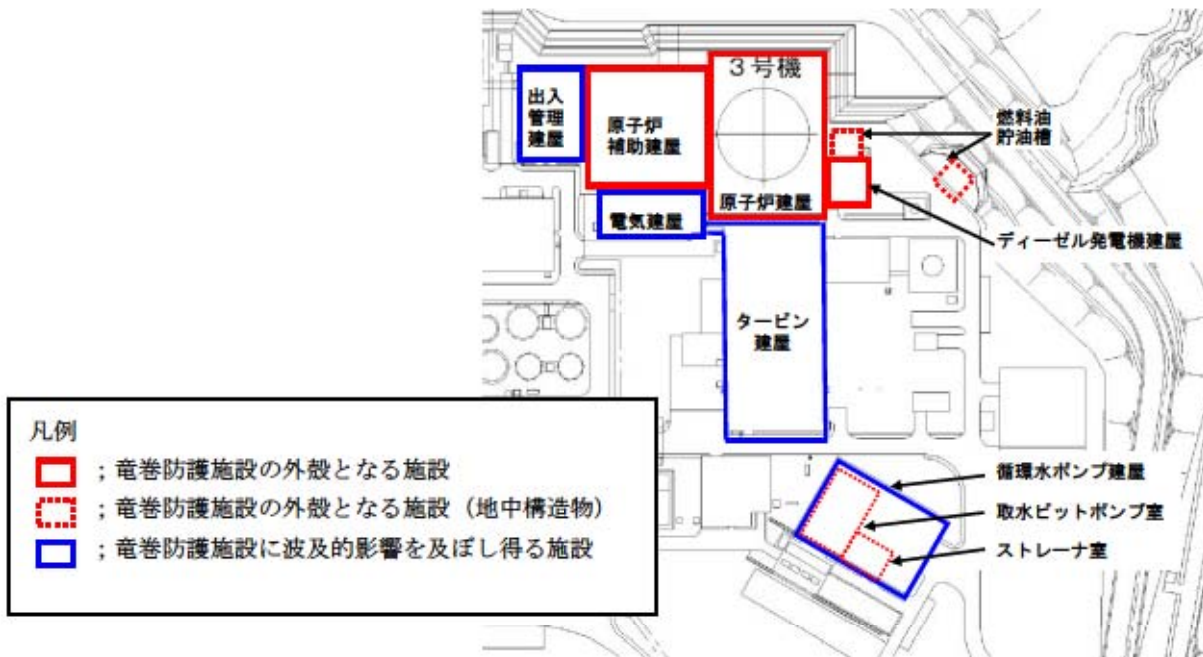 3号機
出入
管理
建屋
原子炉
補助建屋
燃料油
貯油槽
原子炉建屋
電気建屋
ディーゼル発電機建屋
タービン
建屋
循環水ポンプ建屋
取水ピットポンプ室
ストレーナ室
凡例
;竜巻防護施設の外殻となる施設
;竜巻防護施設の外殻となる施設(地中構造物)
;竜巻防護施設に波及的影響を及ぼし得る施設